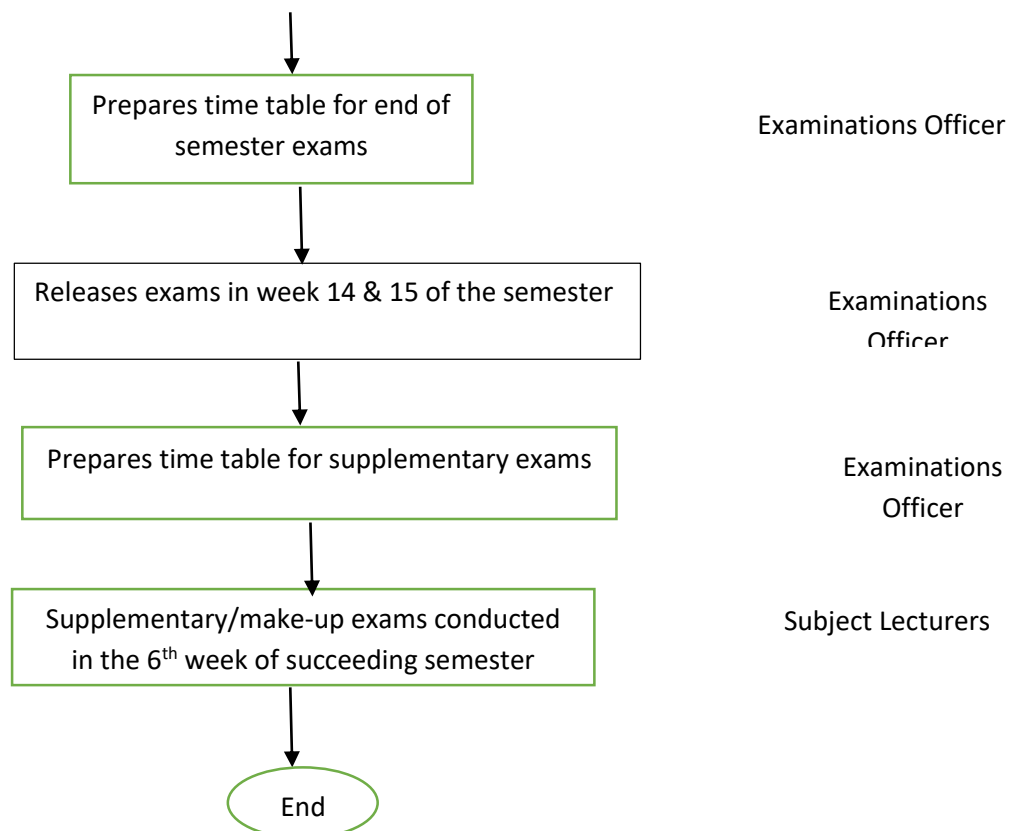 Prepares time table for end of
semester exams
Examinations Officer
Releases exams in week 14 & 15 of the semester
Examinations
Officer
Prepares time table for supplementary exams
Examinations
Officer
Supplementary/make-up exams conducted
in the 6th week of succeeding semester
Subject Lecturers
End